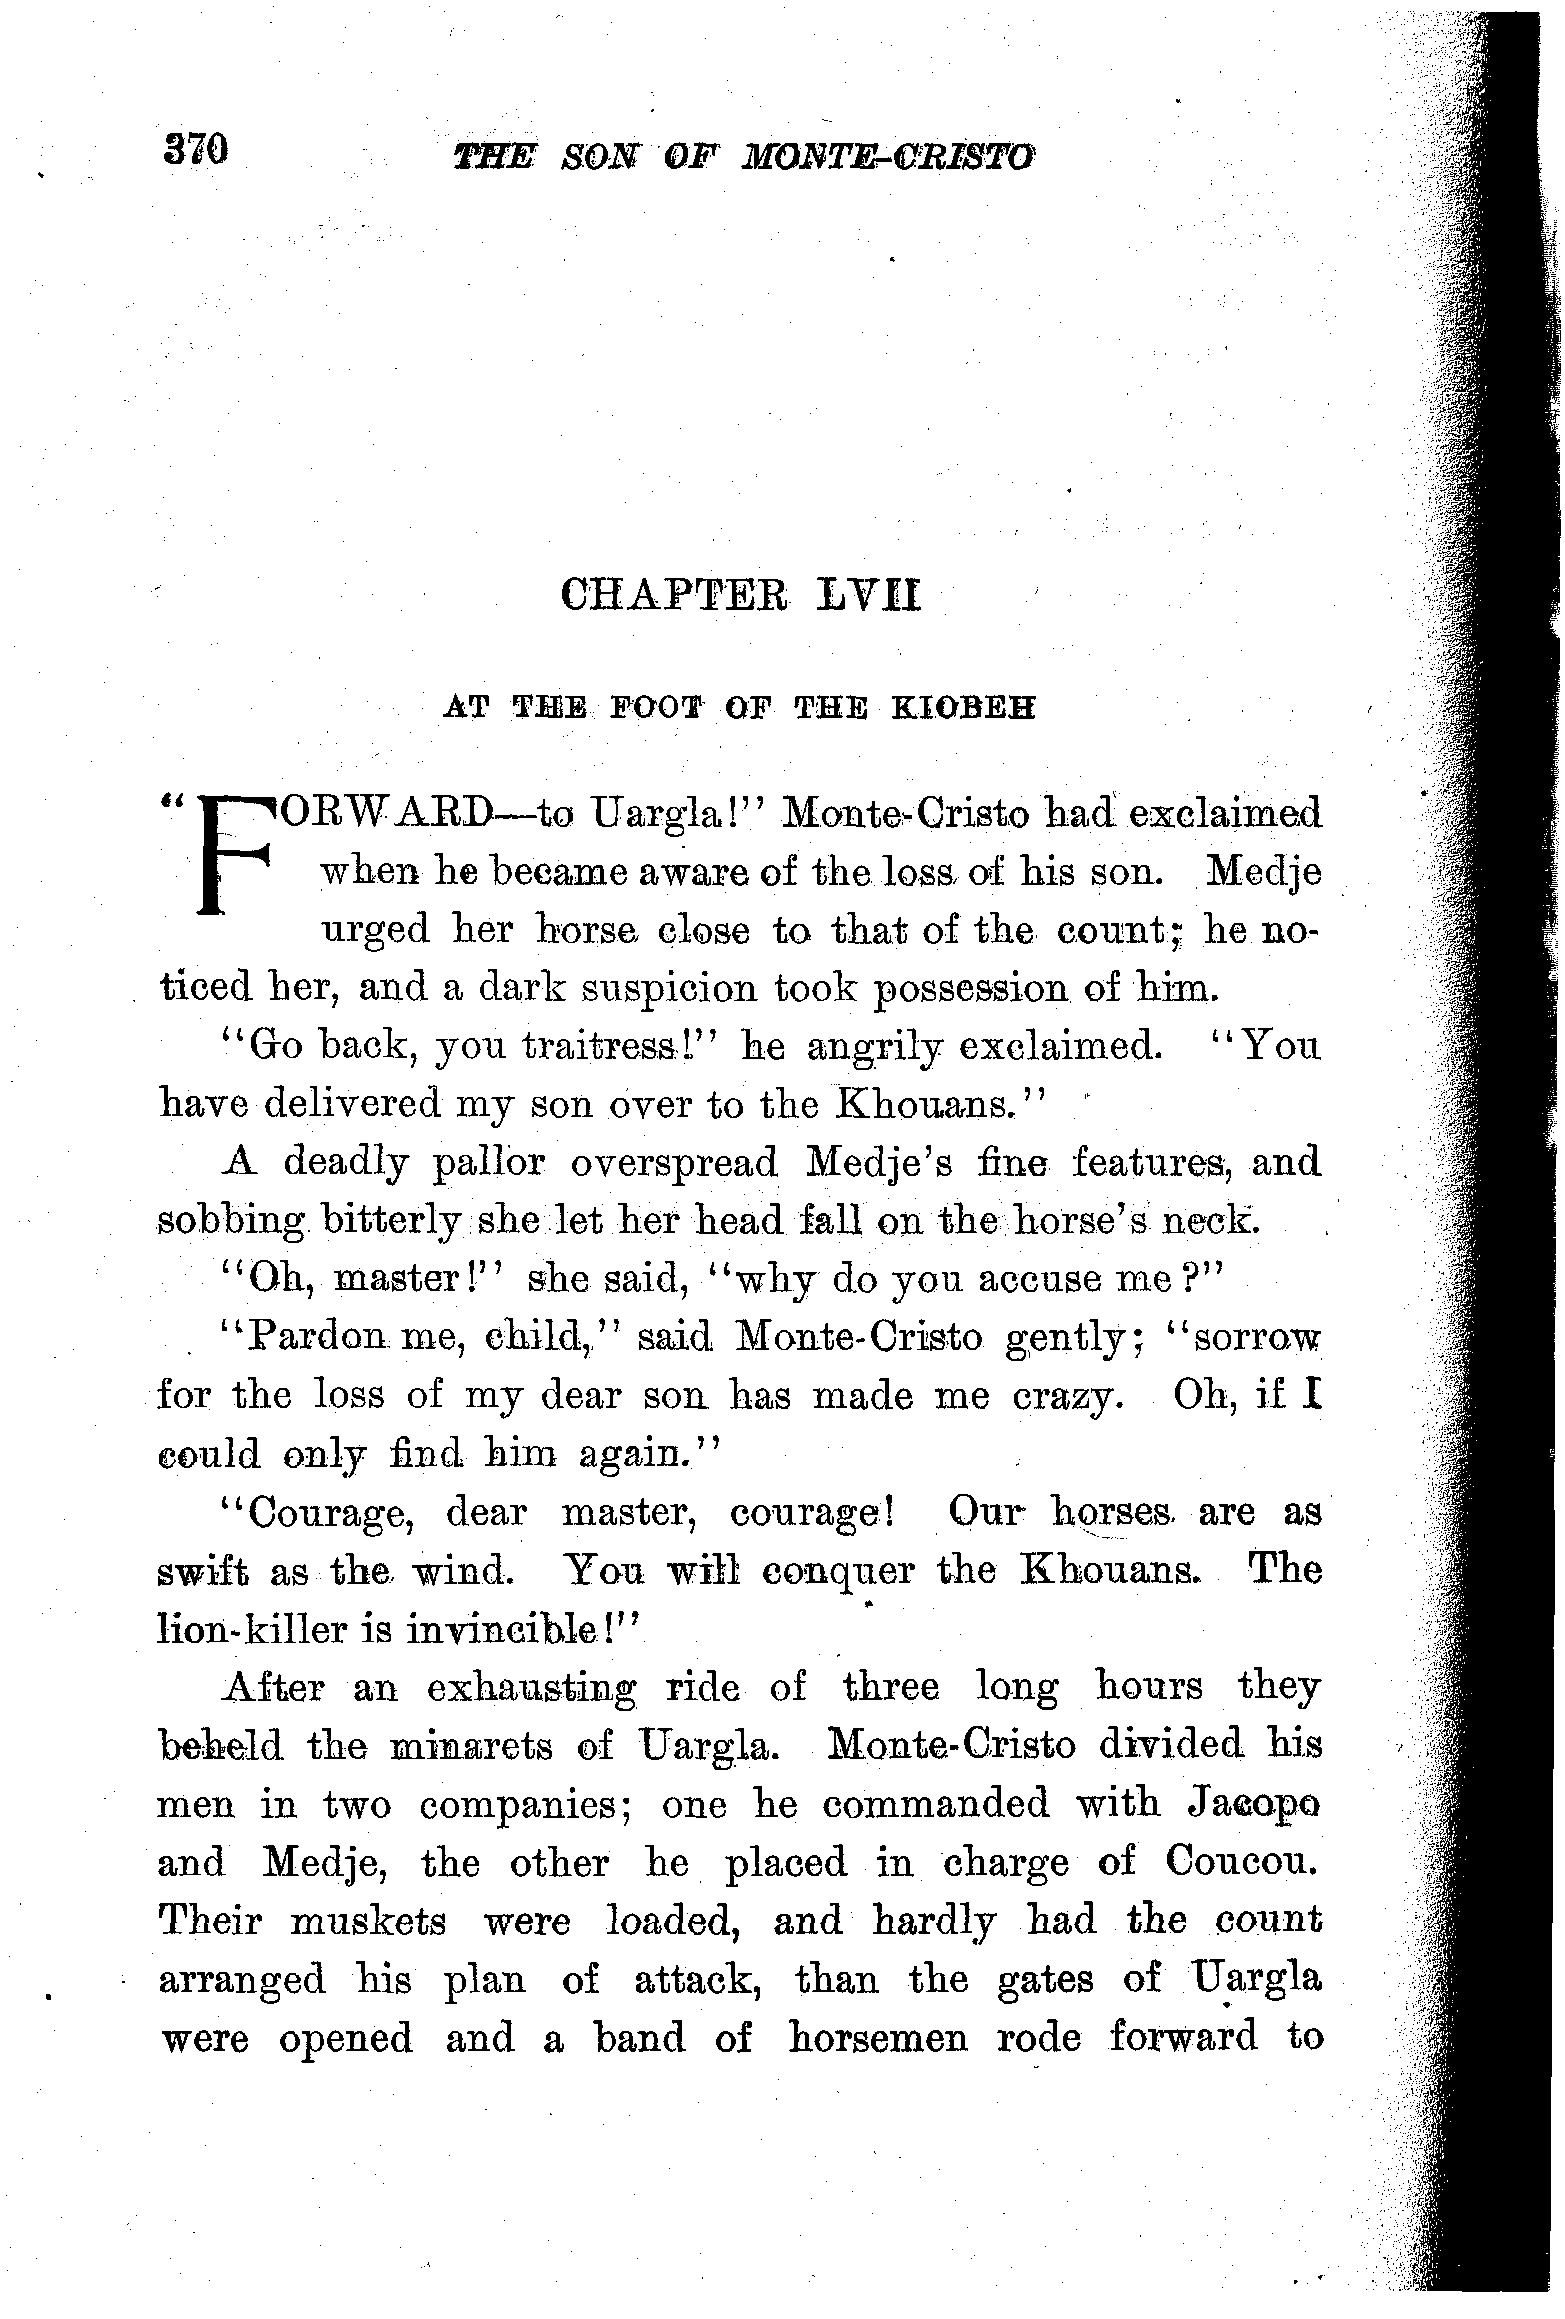 370 THE SON OF MONTE-CRISTO
CHAPTER LVII
AT THE FOOT OF THE KIOBEH
"FORWARD—to Uargla!" Monte-Cristo had exclaimed
when he became aware of the loss of his son. Medje
urged her horse close to that of the count; he no-
ticed her, and a dark suspicion took possession of him.
"Go back, you traitress!" he angrily exclaimed. "You
have delivered my son over to the Khouans."
A deadly pallor overspread Medje's fine features, and
sobbing bitterly she let her head fall on the horse's neck.
"Oh, master!" she said, "why do you accuse me?"
"Pardon me, child," said Monte-Cristo gently; "sorrow
for the loss of my dear son has made me crazy. Oh, if I
could only find him again."
"Courage, dear master, courage! Our horses are as
swift as the wind. You will conquer the Khouans. The
lion-killer is invincible!"
After an exhausting ride of three long hours they
beheld the minarets of Uargla. Monte-Cristo divided his
men in two companies; one he commanded with Jacopo
and Medje, the other he placed in charge of Coucou.
Their muskets were loaded, and hardly had the count
arranged his plan of attack, than the gates of Uargla
were opened and a band of horsemen rode forward to